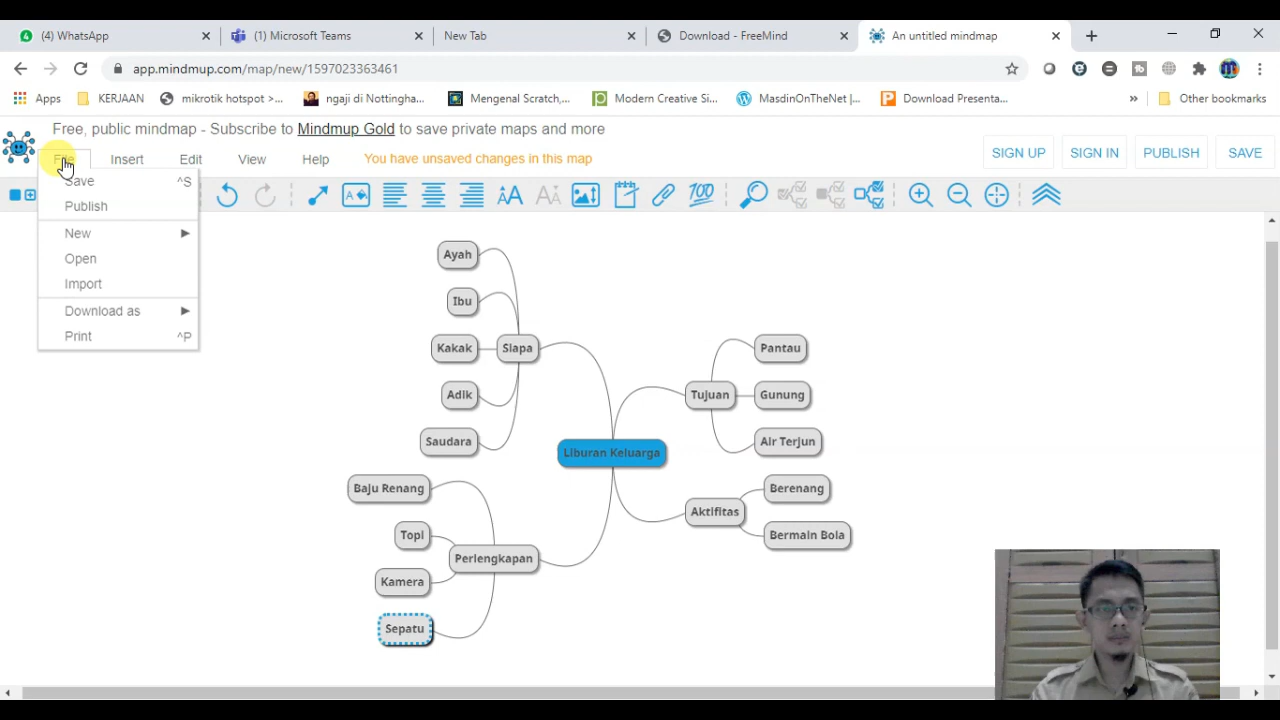 (4) WhatsApp
(1) Microsoft Teams
New Tab
Download - FreeMind
An untitled mindmap
app.mindmup.com/map/new/1597023363461
Apps
KERJAAN
mikrotik hotspot >...
ngaji di Nottingha...
Mengenal Scratch,...
Modern Creative Si...
MasdinOnTheNet |...
Download Presenta...
»
Other bookmarks
Free, public mindmap - Subscribe to Mindmup Gold to save private maps and more
File
Insert
Edit
View
Help
You have unsaved changes in this map
SIGN UP
SIGN IN
PUBLISH
SAVE
Save ^S
Publish
New
Open
Import
Download as
Print ^P
Ayah
Ibu
Kakak
Adik
Saudara
Siapa
Baju Renang
Topi
Kamera
Sepatu
Perlengkapan
Liburan Keluarga
Tujuan
Pantau
Gunung
Air Terjun
Aktifitas
Berenang
Bermain Bola